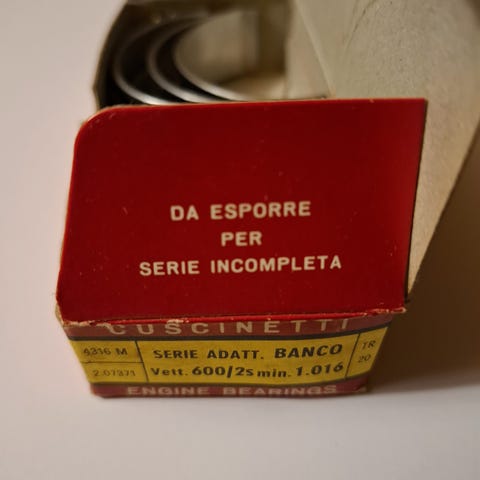 DA ESPORRE
PER
SERIE INCOMPLETA
CUSCINETTI
4316 M
SERIE ADATT. BANCO
TR
2.07371
Vett. 600/2s min. 1.016
20
ENGINE BEARINGS